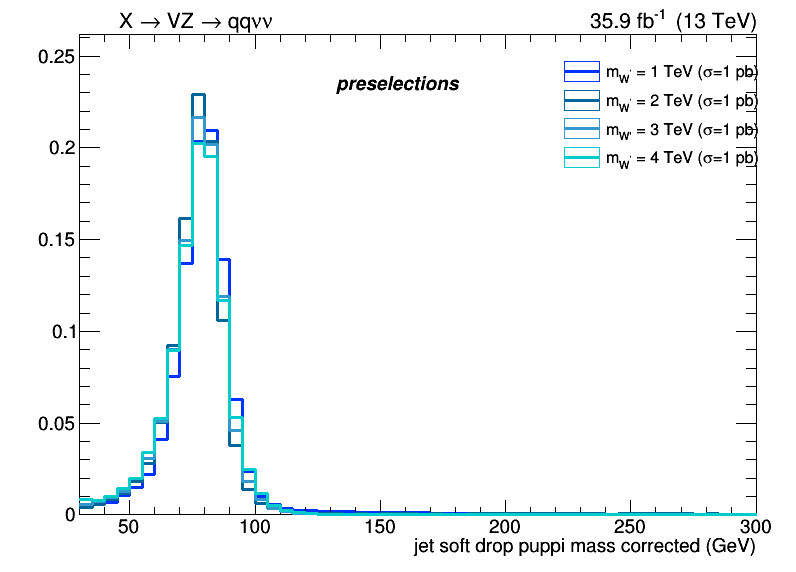 X → VZ → qqνν
35.9 fb⁻¹ (13 TeV)
preselections
m_W' = 1 TeV (σ=1 pb)
m_W' = 2 TeV (σ=1 pb)
m_W' = 3 TeV (σ=1 pb)
m_W' = 4 TeV (σ=1 pb)
0.25
0.2
0.15
0.1
0.05
0
50 100 150 200 250 300
jet soft drop puppi mass corrected (GeV)